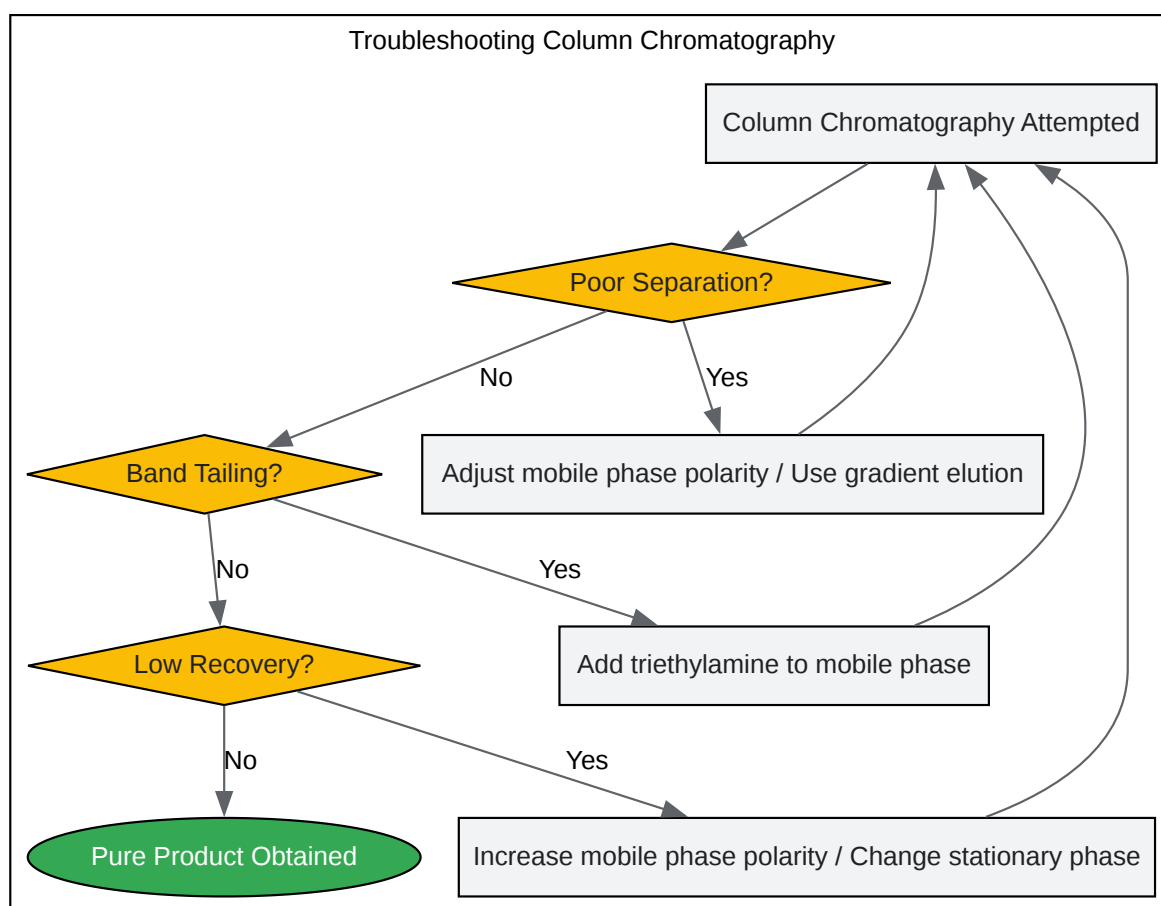 Troubleshooting Column Chromatography
Column Chromatography Attempted
Poor Separation?
No
Yes
Band Tailing?
Adjust mobile phase polarity / Use gradient elution
No
Yes
Low Recovery?
Add triethylamine to mobile phase
No
Yes
Pure Product Obtained
Increase mobile phase polarity / Change stationary phase